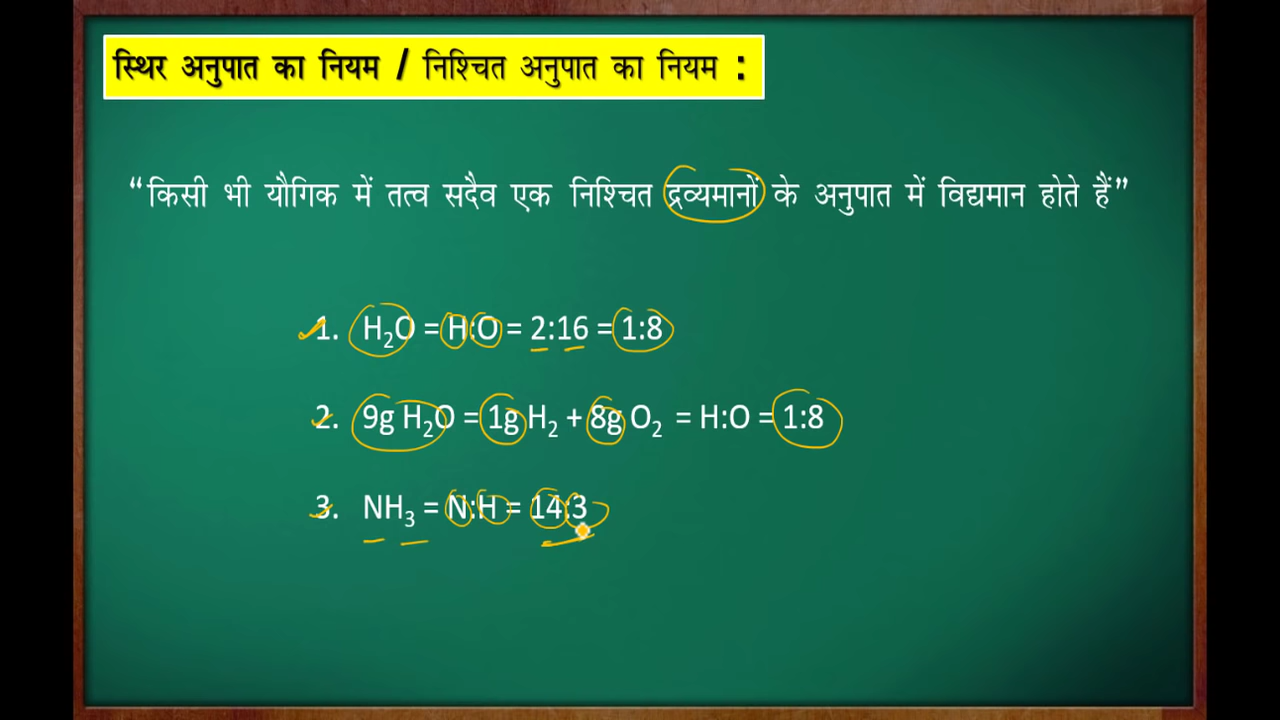 स्थिर अनुपात का नियम / निश्चित अनुपात का नियम :
“किसी भी यौगिक में तत्व सदैव एक निश्चित द्रव्यमानों के अनुपात में विद्यमान होते हैं”
1. H₂O = H:O = 2:16 = 1:8
2. 9g H₂O = 1g H₂ + 8g O₂ = H:O = 1:8
3. NH₃ = N:H = 14:3